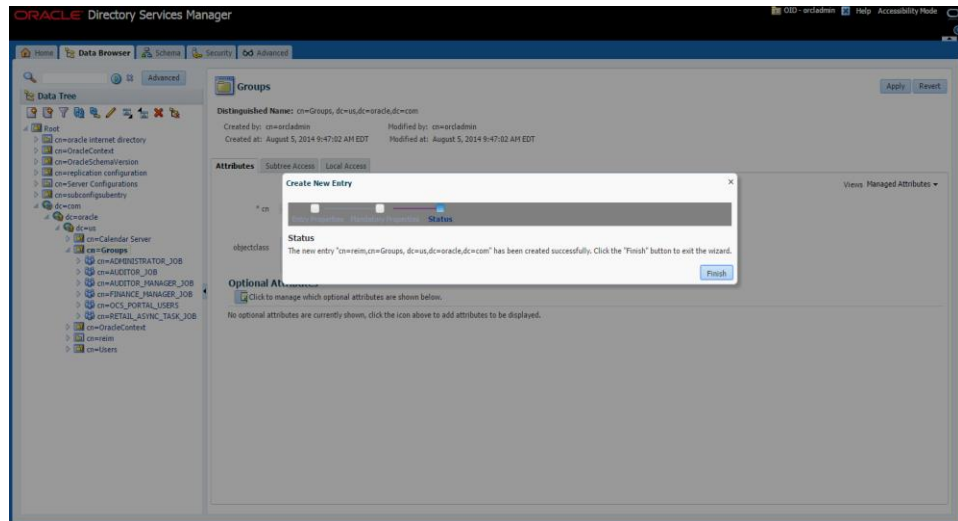 ORACLE Directory Services Manager
OID - orcladmin Help Accessibility Mode
Home Data Browser Schema Security Advanced
Advanced
Data Tree
Root
cn=oracle internet directory
cn=OracleContext
cn=OracleSchemaVersion
cn=replication configuration
cn=Server Configurations
cn=subconfigsubentry
dc=com
dc=oracle
dc=us
cn=Calendar Server
cn=Groups
cn=ADMINISTRATOR_JOB
cn=AUDITOR_JOB
cn=AUDITOR_MANAGER_JOB
cn=FINANCE_MANAGER_JOB
cn=OCS_PORTAL_USERS
cn=RETAIL_ASYNC_TASK_JOB
cn=OracleContext
cn=reim
cn=Users
Groups
Apply Revert
Distinguished Name: cn=Groups, dc=us,dc=oracle,dc=com
Created by: cn=orcladmin Modified by: cn=orcladmin
Created at: August 5, 2014 9:47:02 AM EDT Modified at: August 5, 2014 9:47:02 AM EDT
Attributes Subtree Access Local Access
Views Managed Attributes
* cn
objectclass
Create New Entry
Entry Properties Mandatory Properties Status
Status
The new entry "cn=reim,cn=Groups, dc=us,dc=oracle,dc=com" has been created successfully. Click the "Finish" button to exit the wizard.
Finish
Optional
Click to manage which optional attributes are shown below.
No optional attributes are currently shown, click the icon above to add attributes to be displayed.